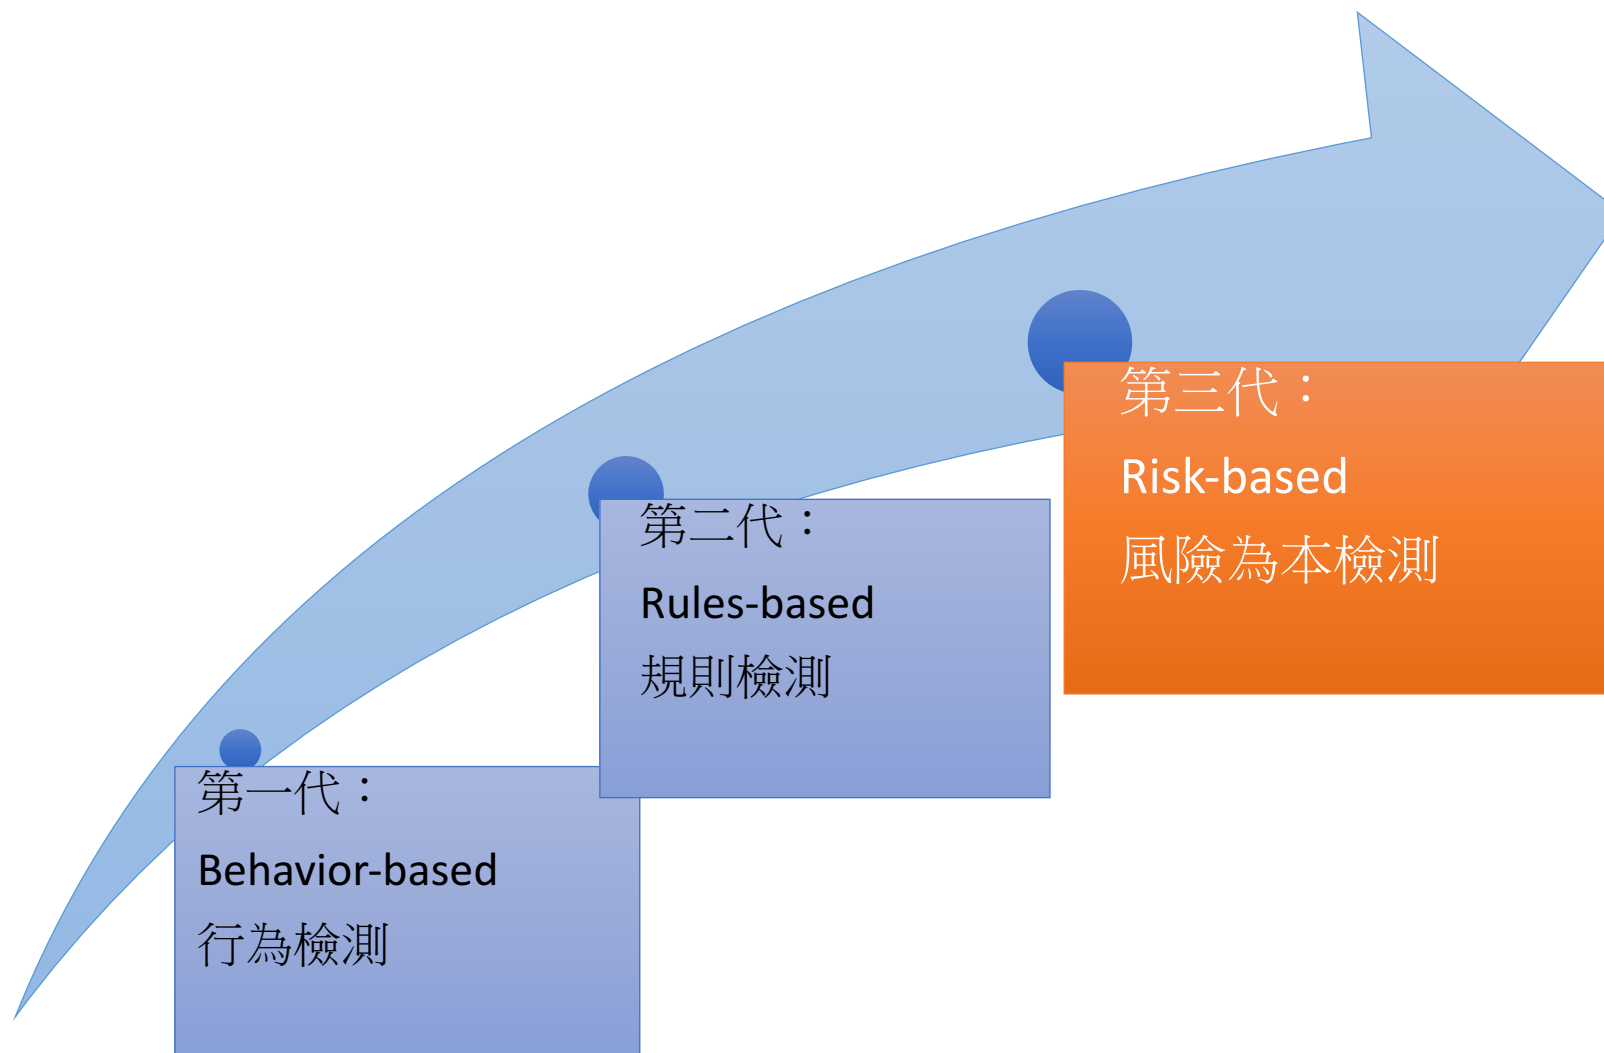 第一代：
Behavior-based
行為檢測
第二代：
Rules-based
規則檢測
第三代：
Risk-based
風險為本檢測